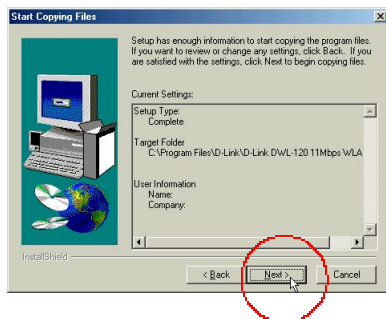 Start Copying Files
Setup has enough information to start copying the program files.
If you want to review or change any settings, click Back. If you
are satisfied with the settings, click Next to begin copying files.
Current Settings:
Setup Type:
Complete
Target Folder
C:\Program Files\D-Link\D-Link DWL-120 11Mbps WLA
User Information
Name:
Company:
InstallShield
< Back
Next >
Cancel